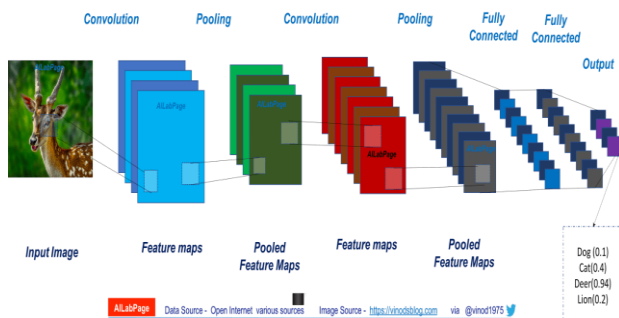 Convolution
Pooling
Convolution
Pooling
Fully
Connected
Fully
Connected
Output
AILabPage
AILabPage
AILabPage
AILabPage
Input Image
Feature maps
Pooled
Feature Maps
Feature maps
Pooled
Feature Maps
Dog (0.1)
Cat(0.4)
Deer(0.94)
Lion(0.2)
AILabPage Data Source - Open Internet various sources Image Source - https://vinodsblog.com via @vinod1975